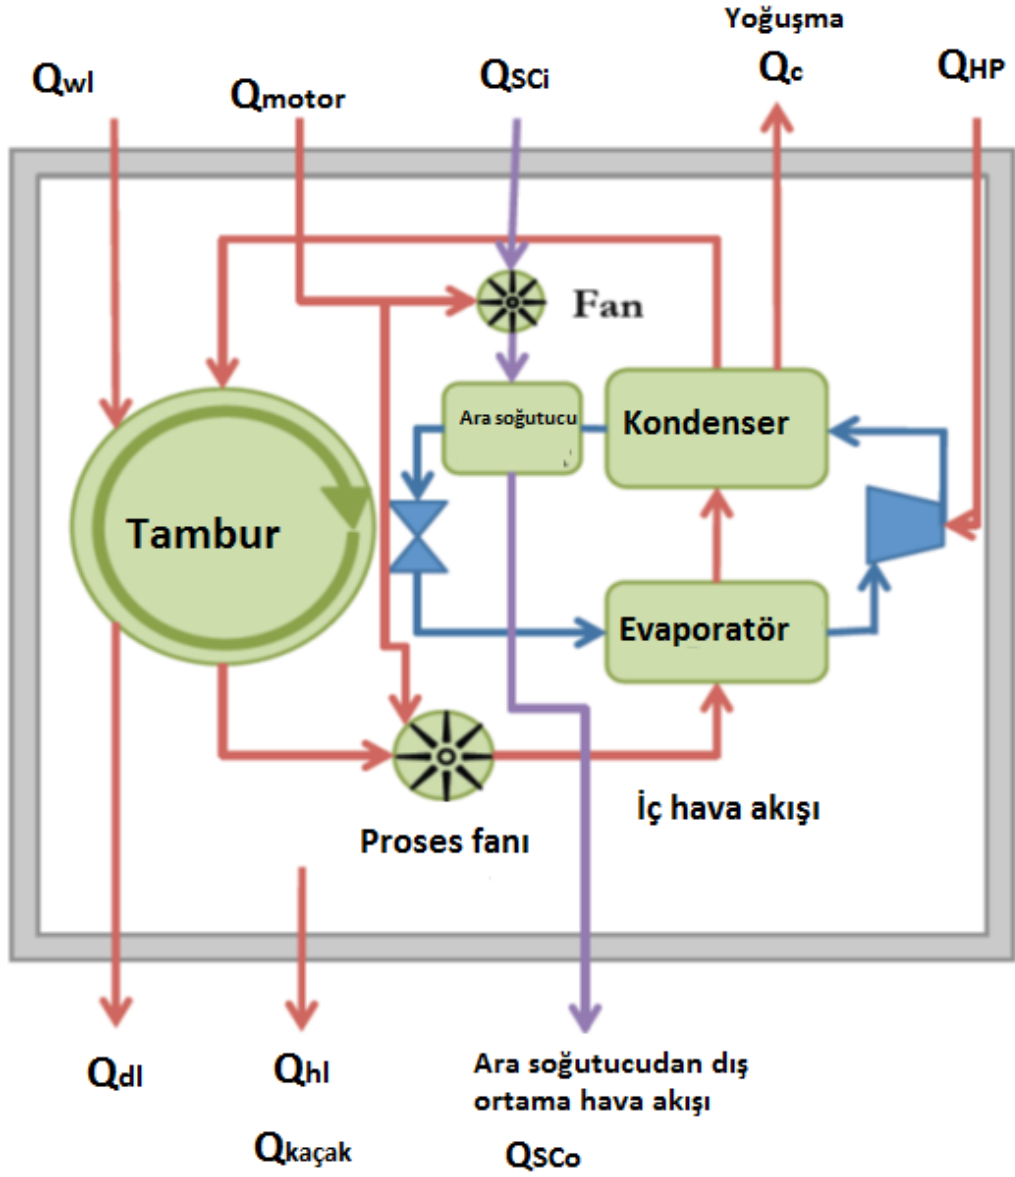 Yoğuşma
Qwl
Qmotor
QSCi
Qc
QHP
Fan
Ara soğutucu
Kondenser
Tambur
Evaporatör
İç hava akışı
Proses fanı
Qdl
Qhl
Ara soğutucudan dış
ortama hava akışı
Qkaçak
QSCo